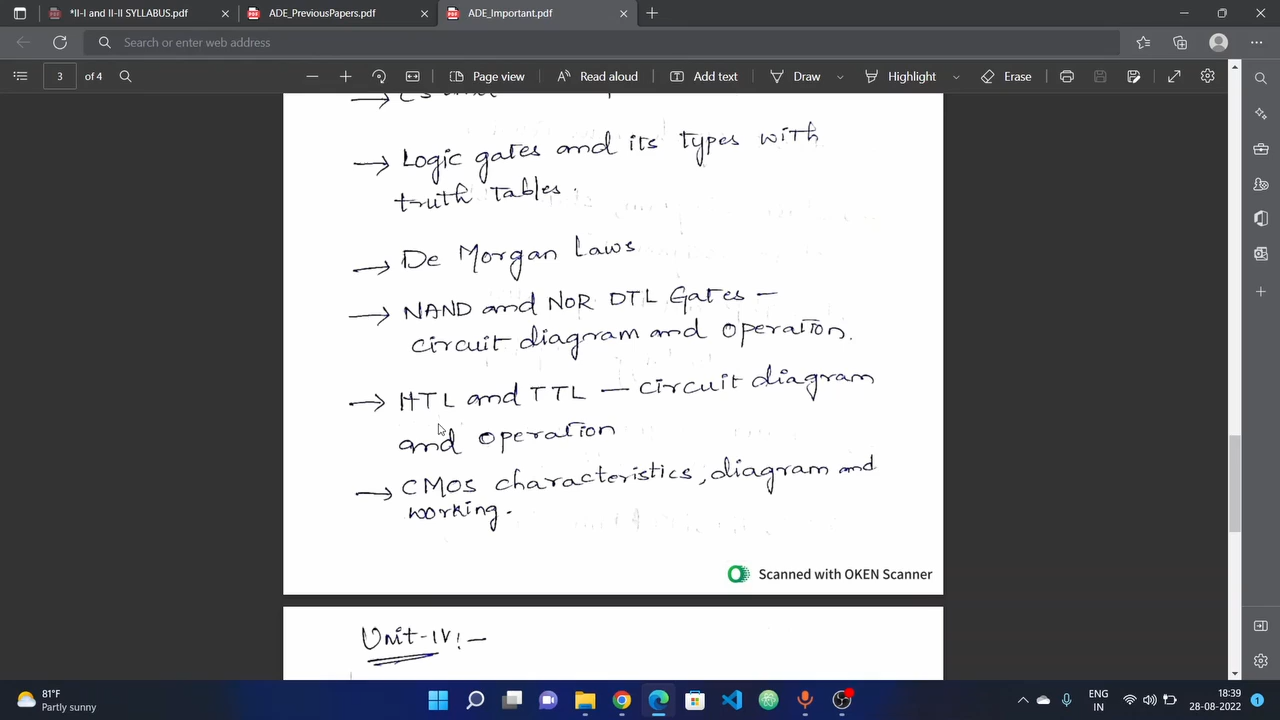 *II-I and II-II SYLLABUS.pdf
ADE_PreviousPapers.pdf
ADE_Important.pdf
Search or enter web address
3 of 4
Page view
Read aloud
Add text
Draw
Highlight
Erase
→ Logic gates and its types with
truth tables.
→ De Morgan Laws
→ NAND and NOR DTL Gates —
circuit diagram and operation.
→ HTL and TTL — circuit diagram
and operation
→ CMOS characteristics, diagram and
working.
Scanned with OKEN Scanner
Unit-IV:-
81°F
Partly sunny
ENG
IN
18:39
28-08-2022
1